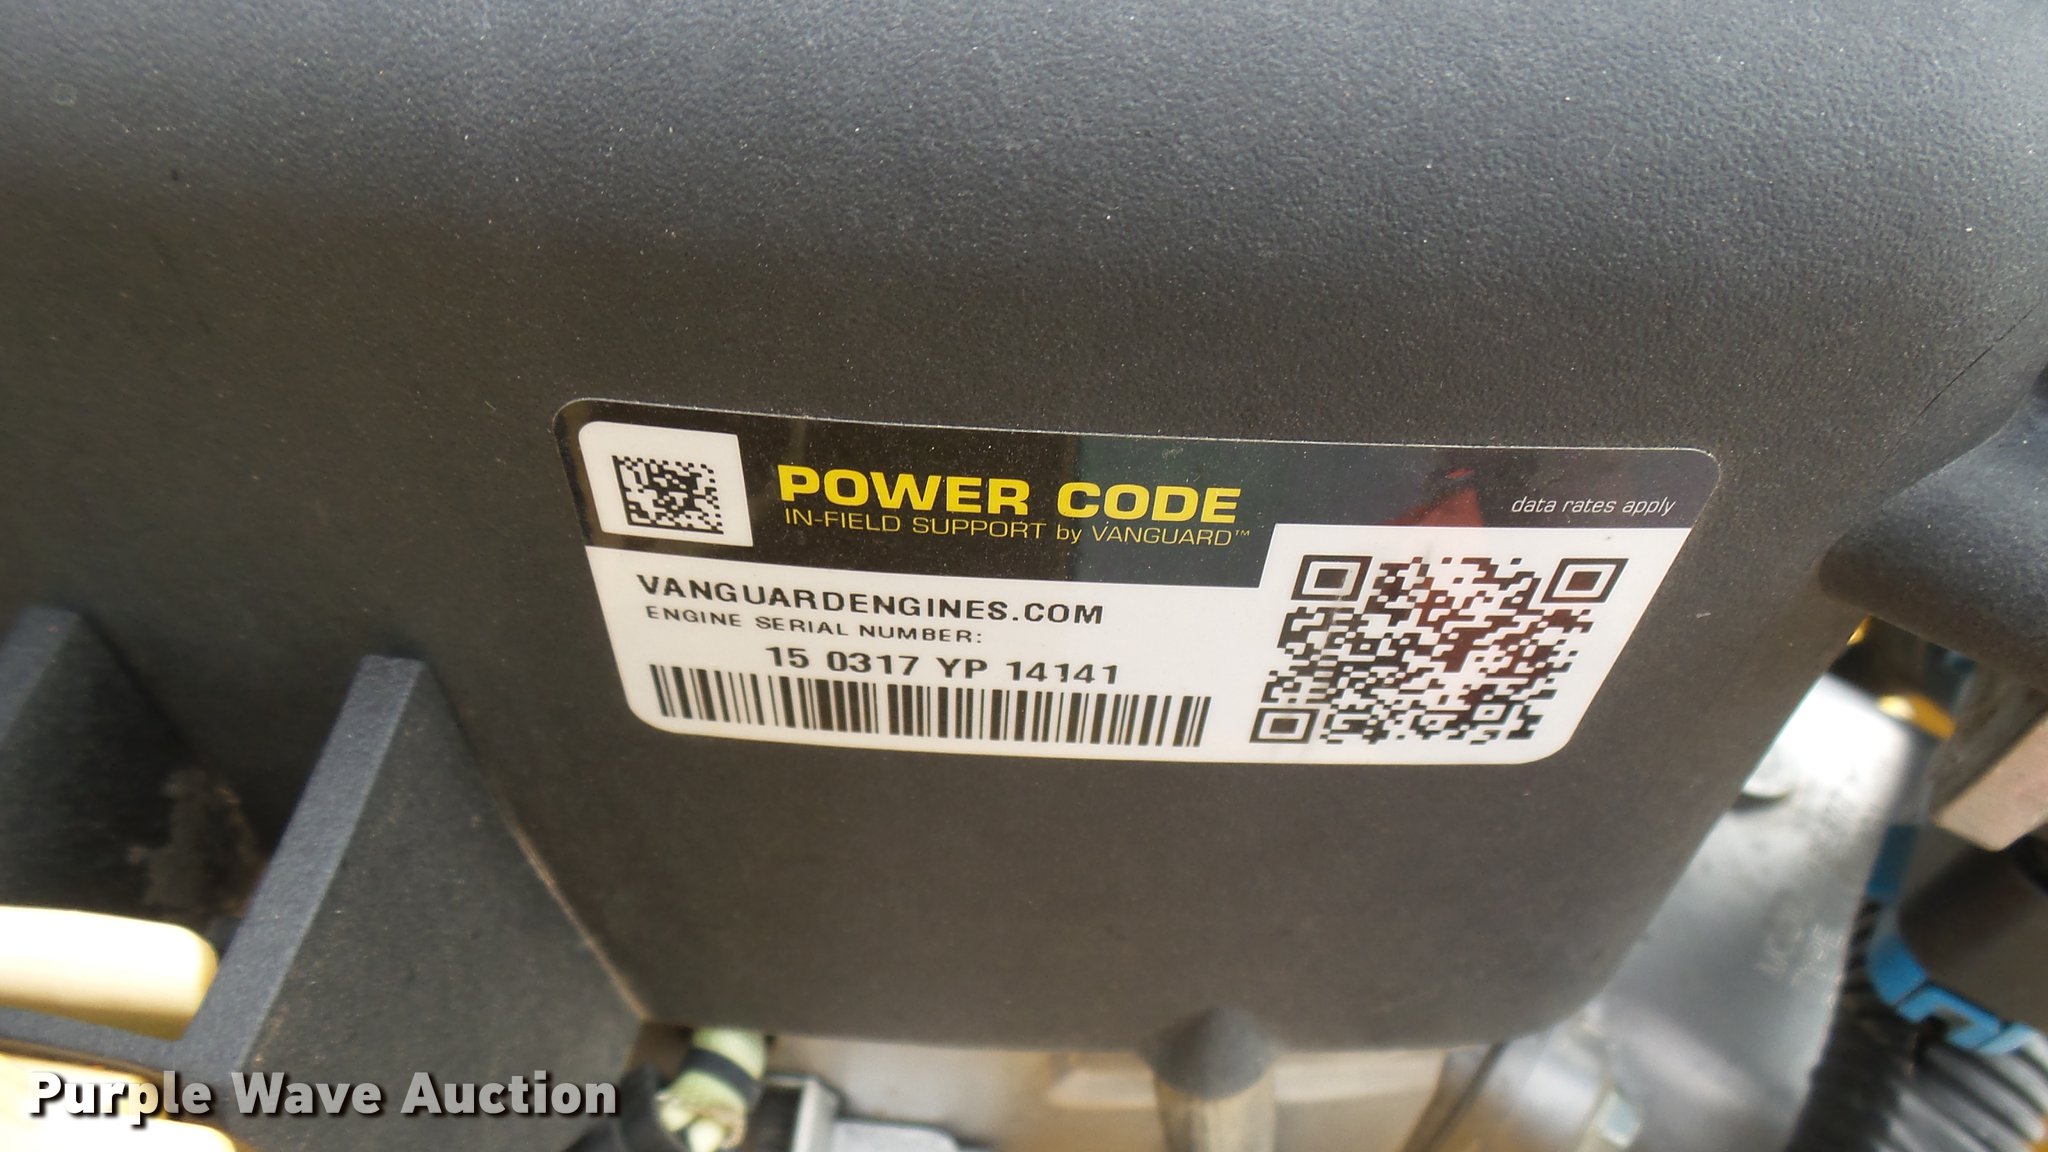 POWER CODE
IN-FIELD SUPPORT by VANGUARD™
data rates apply
VANGUARDENGINES.COM
ENGINE SERIAL NUMBER:
15 0317 YP 14141
Purple Wave Auction